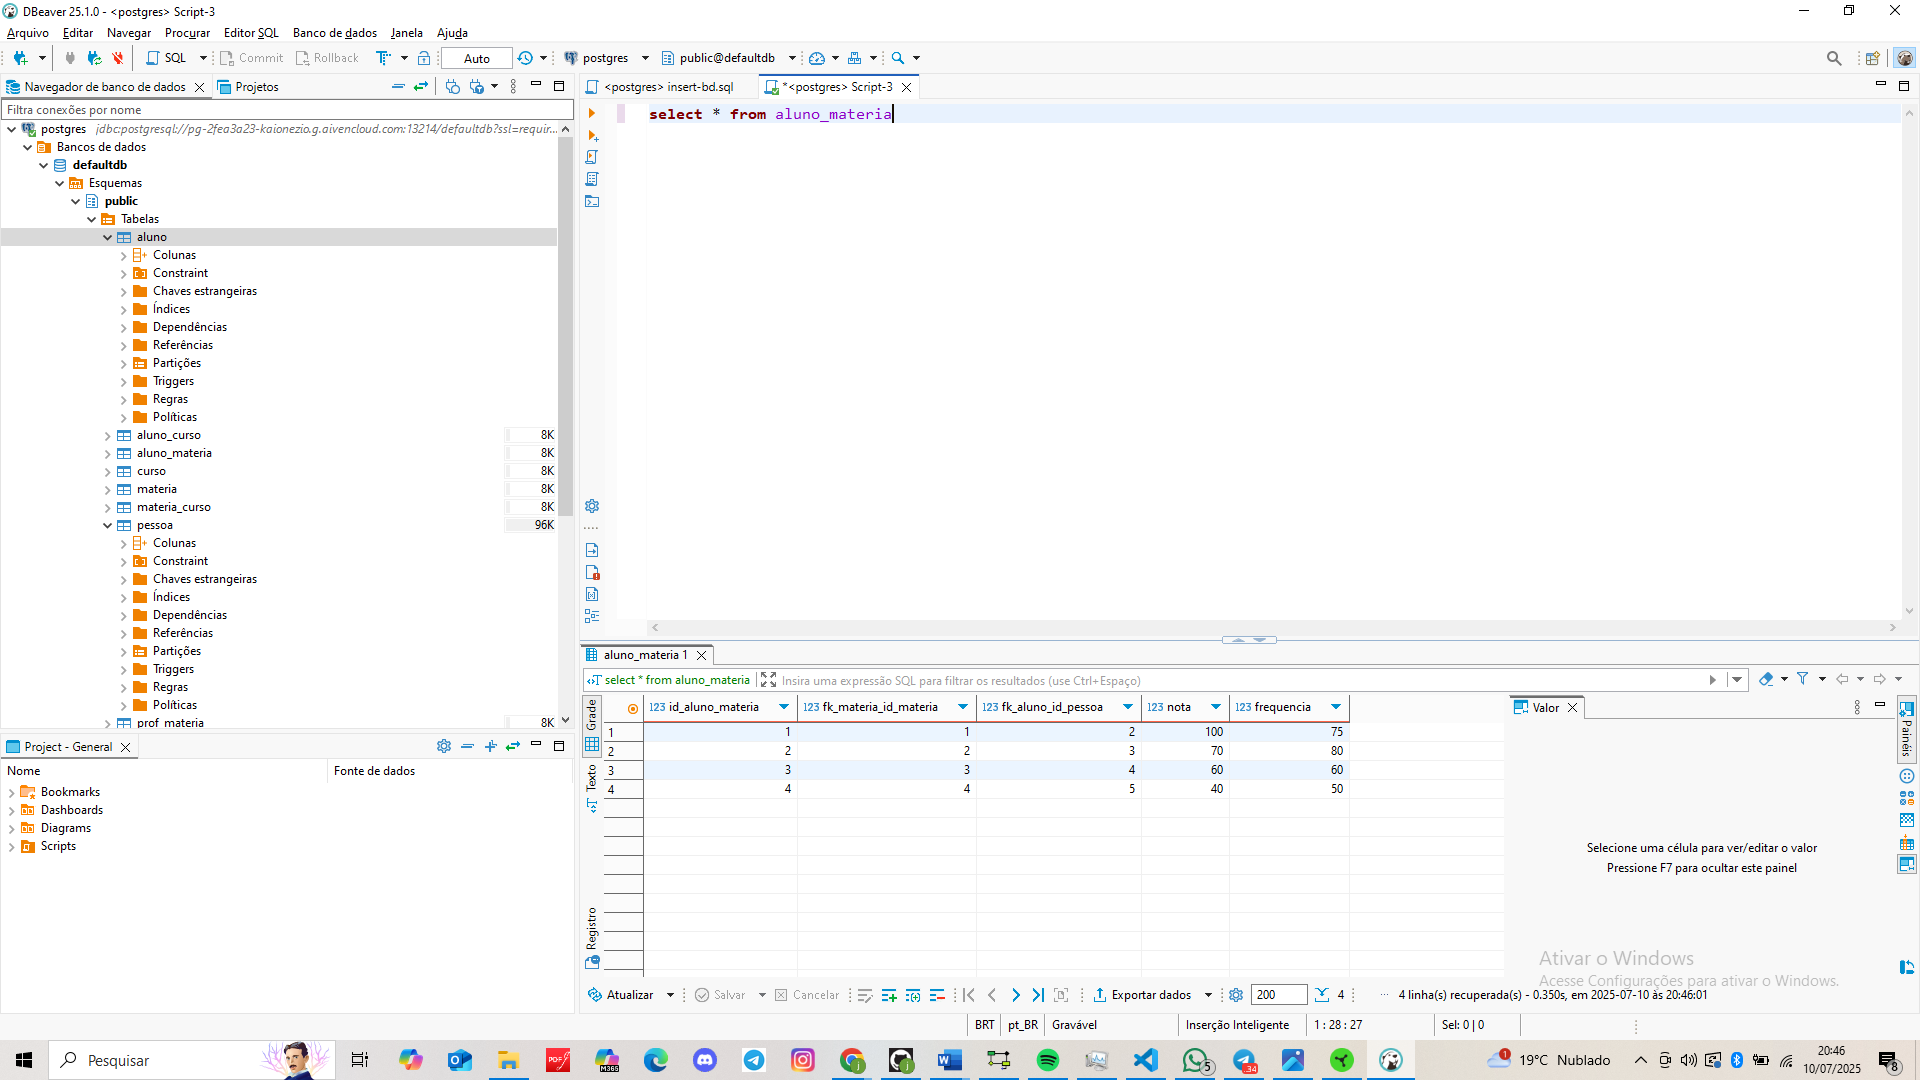 DBeaver 25.1.0 - <postgres> Script-3
Arquivo Editar Navegar Procurar Editor SQL Banco de dados Janela Ajuda
SQL Commit Rollback Auto postgres public@defaultdb
Navegador de banco de dados Projetos
<postgres> insert-bd.sql *<postgres> Script-3
Filtra conexões por nome
select * from aluno_materia
postgres jdbc:postgresql://pg-2fea3a23-kaionezio.g.aivencloud.com:13214/defaultdb?ssl=requir...
Bancos de dados
defaultdb
Esquemas
public
Tabelas
aluno
Colunas
Constraint
Chaves estrangeiras
Índices
Dependências
Referências
Partições
Triggers
Regras
Políticas
aluno_curso 8K
aluno_materia 8K
curso 8K
materia 8K
materia_curso 8K
pessoa 96K
Colunas
Constraint
Chaves estrangeiras
Índices
Dependências
Referências
Partições
Triggers
Regras
Políticas
prof_materia 8K
Project - General
Nome Fonte de dados
Bookmarks
Dashboards
Diagrams
Scripts
aluno_materia 1
select * from aluno_materia Insira uma expressão SQL para filtrar os resultados (use Ctrl+Espaço)
Grade
Texto
Registro
123 id_aluno_materia 123 fk_materia_id_materia 123 fk_aluno_id_pessoa 123 nota 123 frequencia
1 1 1 2 100 75
2 2 2 3 70 80
3 3 3 4 60 60
4 4 4 5 40 50
Valor
Painéis
Selecione uma célula para ver/editar o valor
Pressione F7 para ocultar este painel
Ativar o Windows
Acesse Configurações para ativar o Windows.
Atualizar Salvar Cancelar Exportar dados 200 4 4 linha(s) recuperada(s) - 0.350s, em 2025-07-10 às 20:46:01
BRT pt_BR Gravável Inserção Inteligente 1 : 28 : 27 Sel: 0 | 0
Pesquisar
PDF
M365
5
34
1
19°C Nublado
20:46
10/07/2025
8